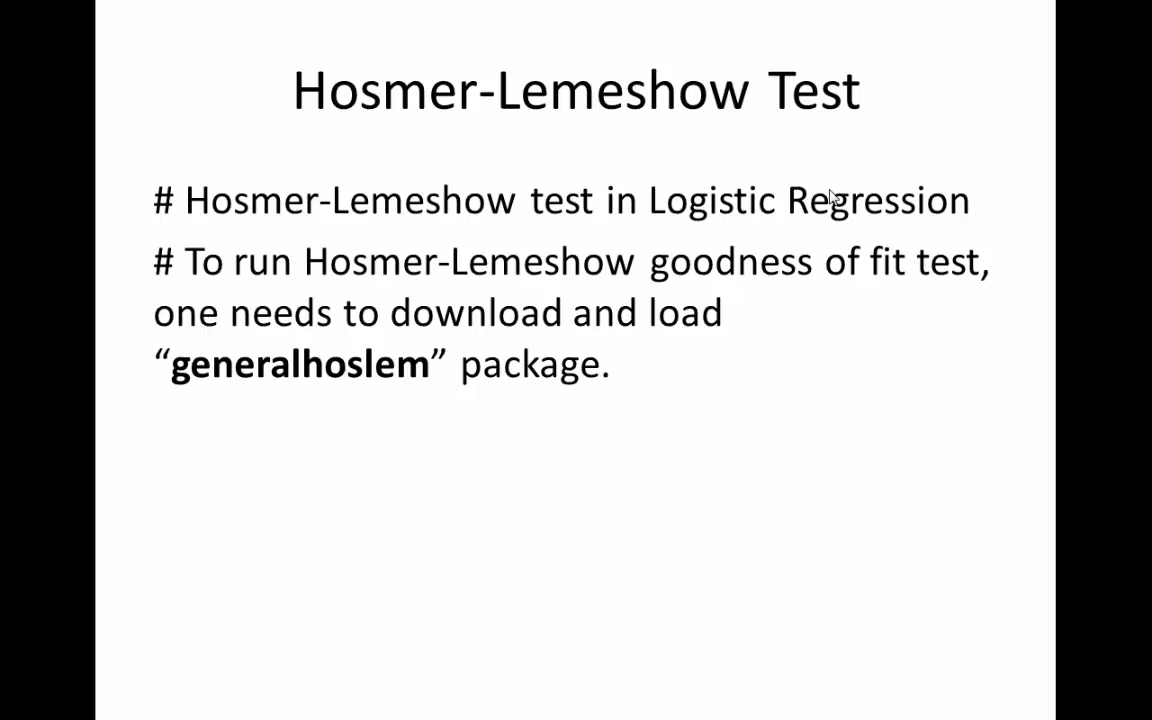 Hosmer-Lemeshow Test
# Hosmer-Lemeshow test in Logistic Regression
# To run Hosmer-Lemeshow goodness of fit test,
one needs to download and load
“generalhoslem” package.